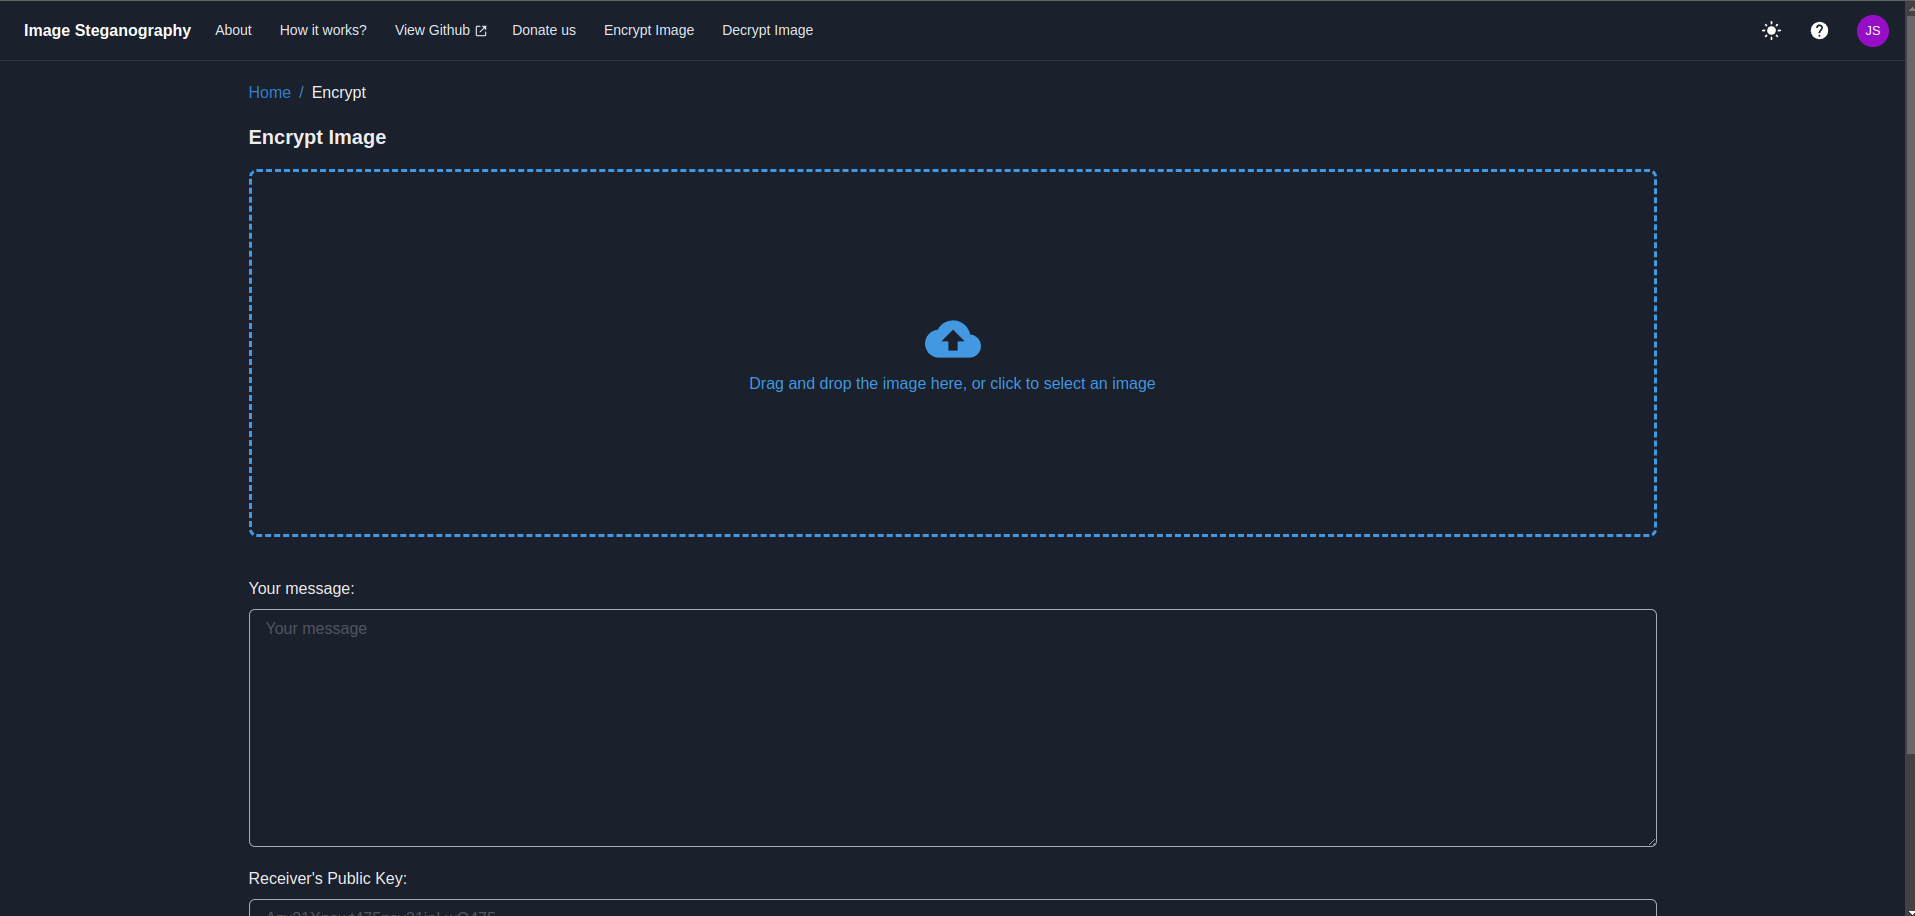 Image Steganography About How it works? View Github Donate us Encrypt Image Decrypt Image JS
Home / Encrypt
Encrypt Image
Drag and drop the image here, or click to select an image
Your message:
Your message
Receiver's Public Key: